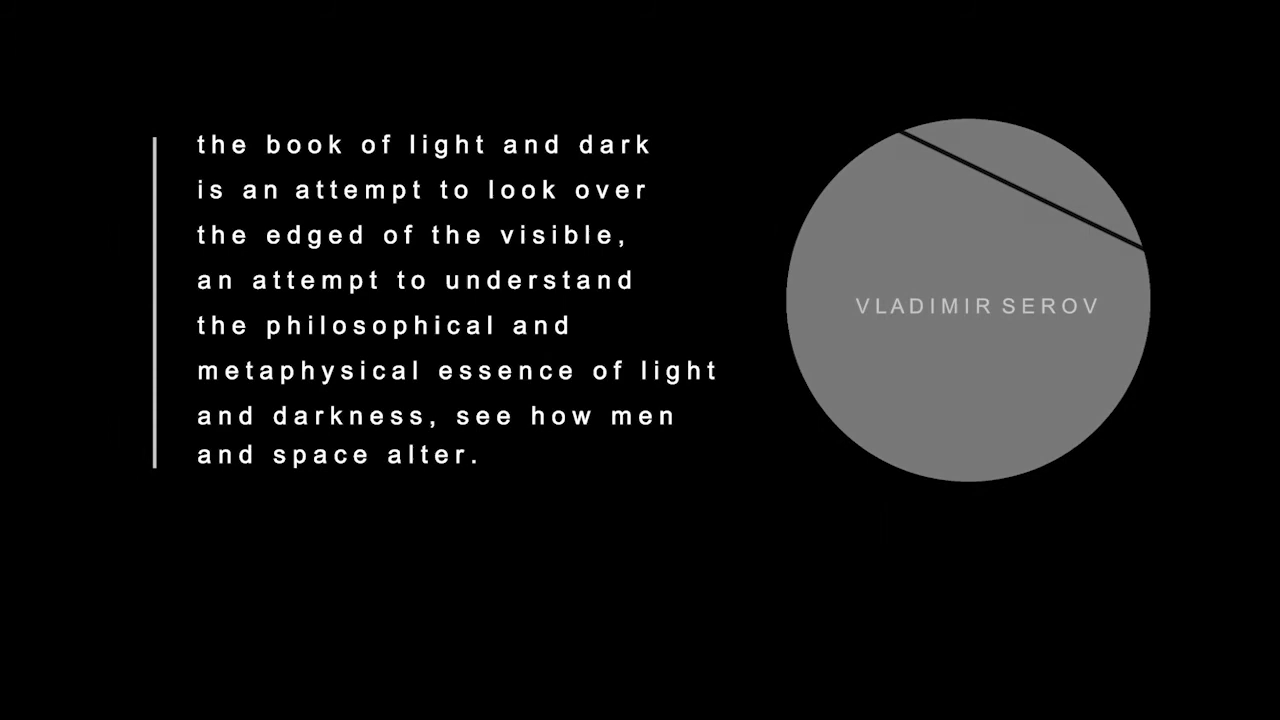 the book of light and dark
is an attempt to look over
the edged of the visible,
an attempt to understand
the philosophical and
metaphysical essence of light
and darkness, see how men
and space alter.
VLADIMIR SEROV